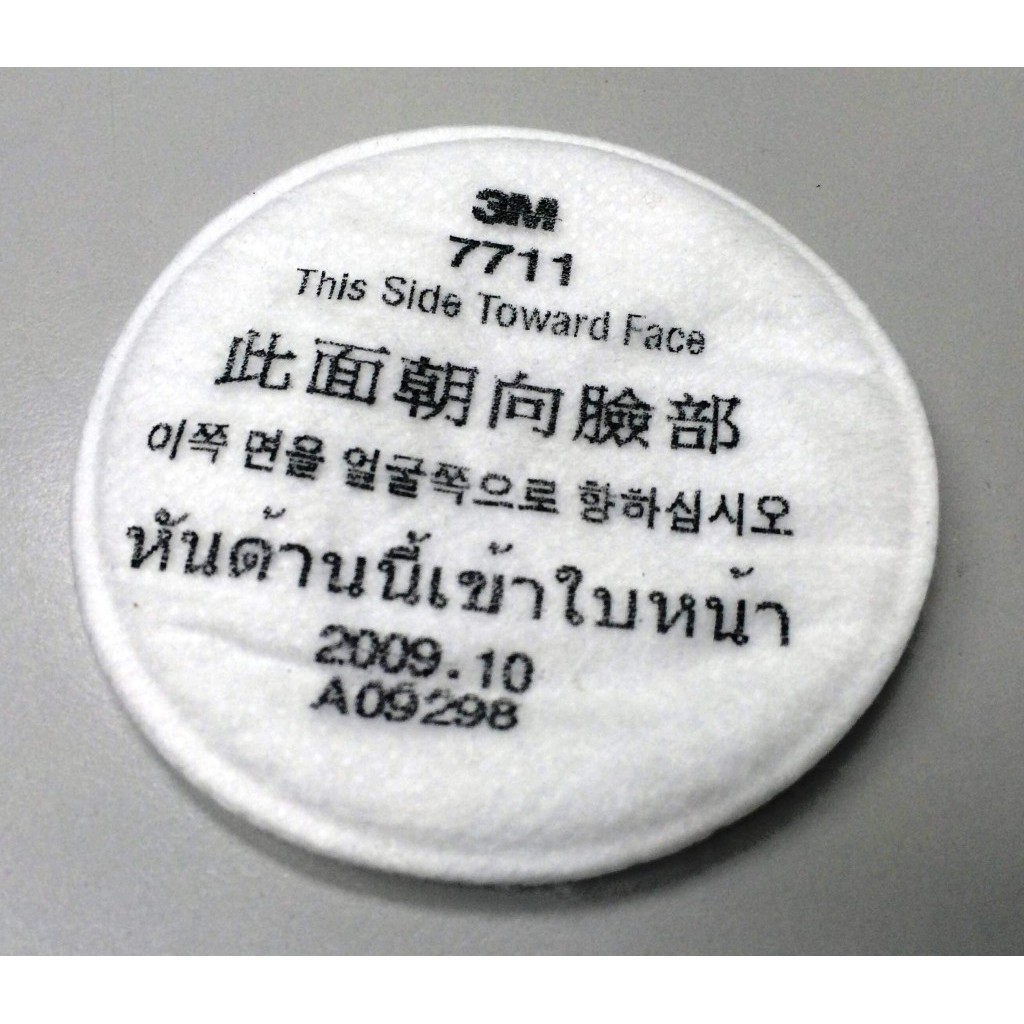 3M
7711
This Side Toward Face
此面朝向臉部
이쪽 면을 얼굴쪽으로 향하십시오
หันด้านนี้เข้าใบหน้า
2009.10
A09298